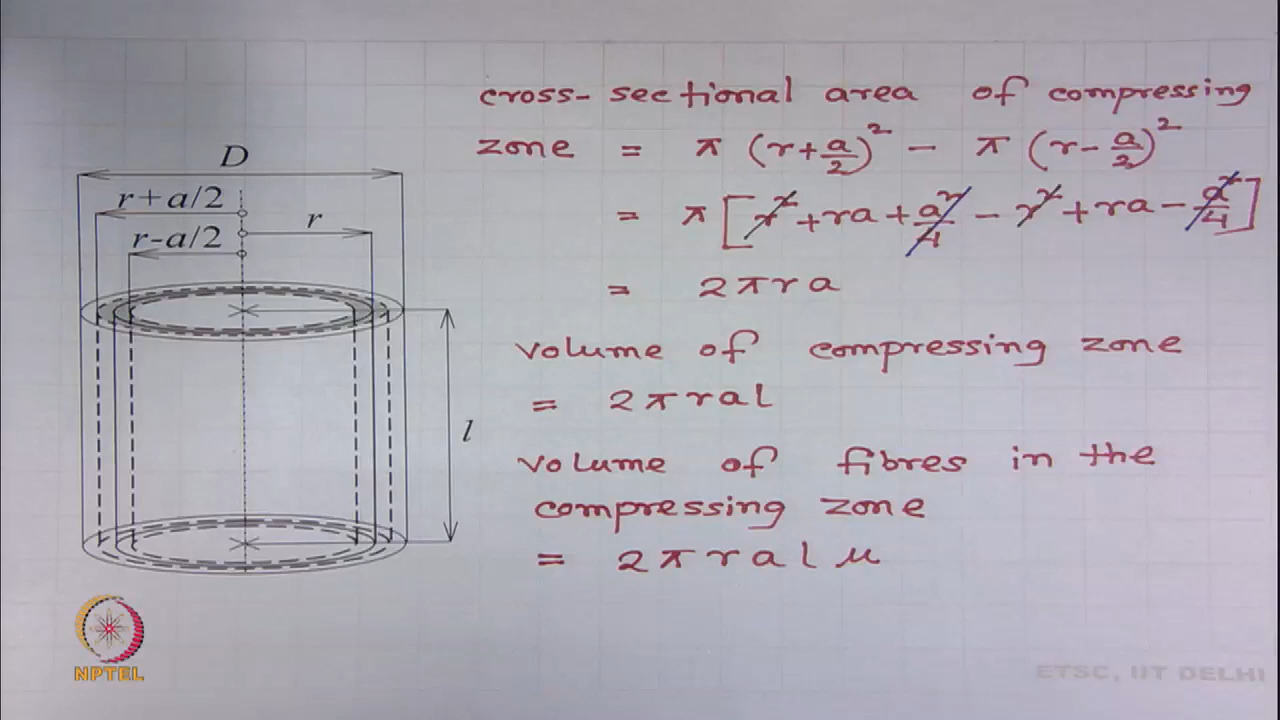 cross-sectional area of compressing
zone = π (r+a/2)² - π (r-a/2)²
= π [r² + ra + a²/4 - r² + ra - a²/4]
= 2πra
volume of compressing zone
= 2πral
volume of fibres in the
compressing zone
= 2πralμ
D
r+a/2
r
r-a/2
l
NPTEL
ETSC, IIT DELHI